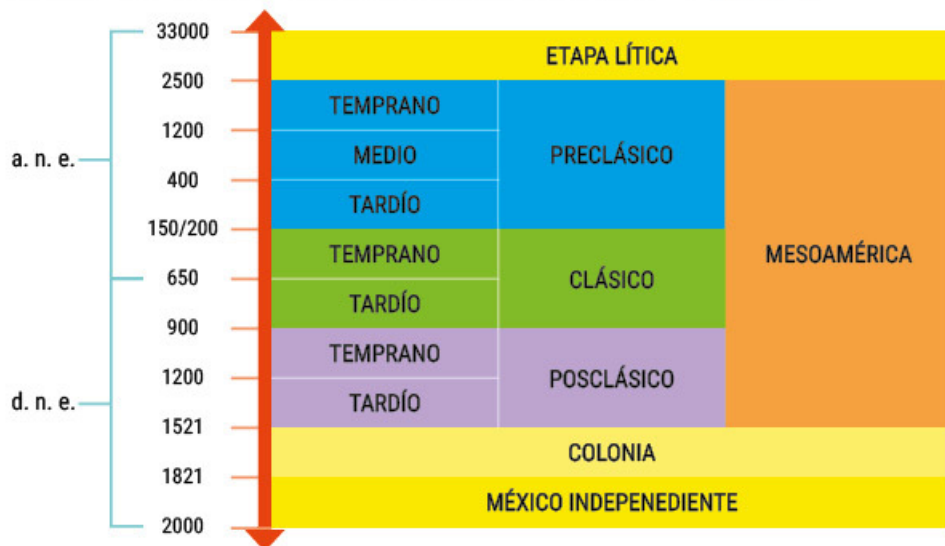 33000
ETAPA LÍTICA
2500
TEMPRANO
1200
a. n. e.
MEDIO
PRECLÁSICO
400
TARDÍO
150/200
TEMPRANO
MESOAMÉRICA
650
CLÁSICO
TARDÍO
900
TEMPRANO
1200
POSCLÁSICO
d. n. e.
TARDÍO
1521
COLONIA
1821
MÉXICO INDEPENEDIENTE
2000